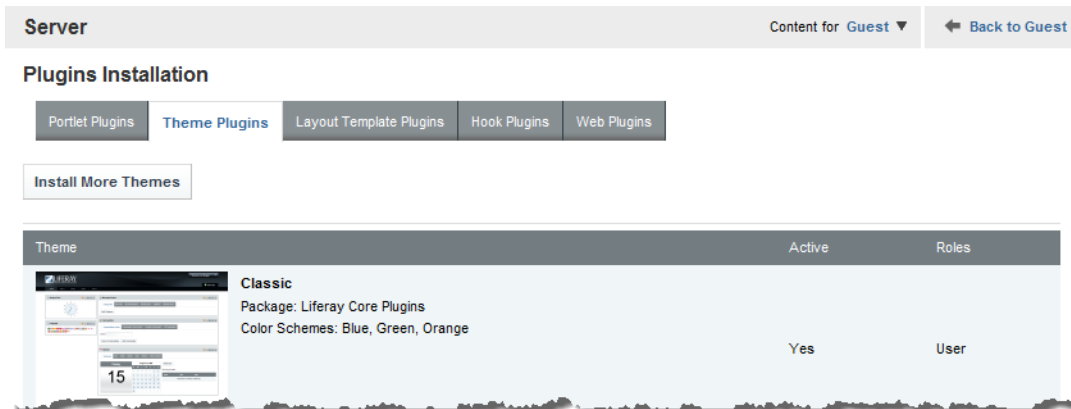 Server Content for Guest ▼ Back to Guest
Plugins Installation
Portlet Plugins Theme Plugins Layout Template Plugins Hook Plugins Web Plugins
Install More Themes
Theme Active Roles
LIFERAY
Classic
Package: Liferay Core Plugins
Color Schemes: Blue, Green, Orange
Yes User
15